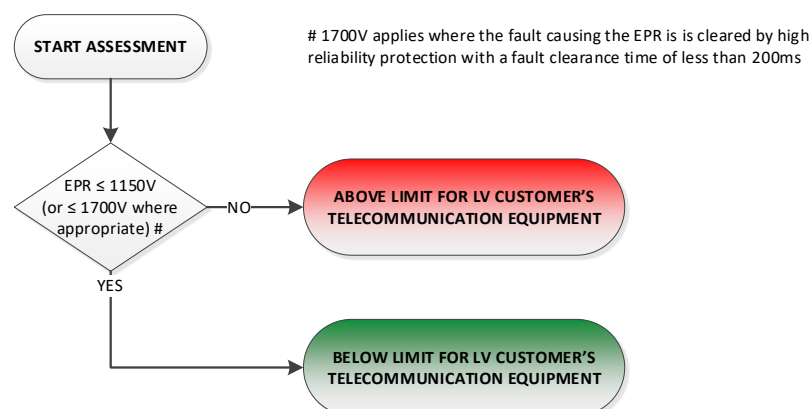 START ASSESSMENT
# 1700V applies where the fault causing the EPR is is cleared by high
reliability protection with a fault clearance time of less than 200ms
EPR ≤ 1150V
(or ≤ 1700V where
appropriate) #
NO
ABOVE LIMIT FOR LV CUSTOMER’S
TELECOMMUNICATION EQUIPMENT
YES
BELOW LIMIT FOR LV CUSTOMER’S
TELECOMMUNICATION EQUIPMENT